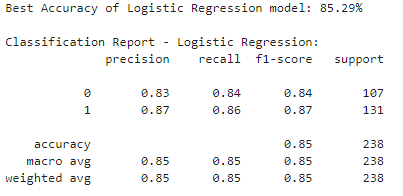 Best Accuracy of Logistic Regression model: 85.29%
Classification Report - Logistic Regression:
precision recall f1-score support
0 0.83 0.84 0.84 107
1 0.87 0.86 0.87 131
accuracy 0.85 238
macro avg 0.85 0.85 0.85 238
weighted avg 0.85 0.85 0.85 238